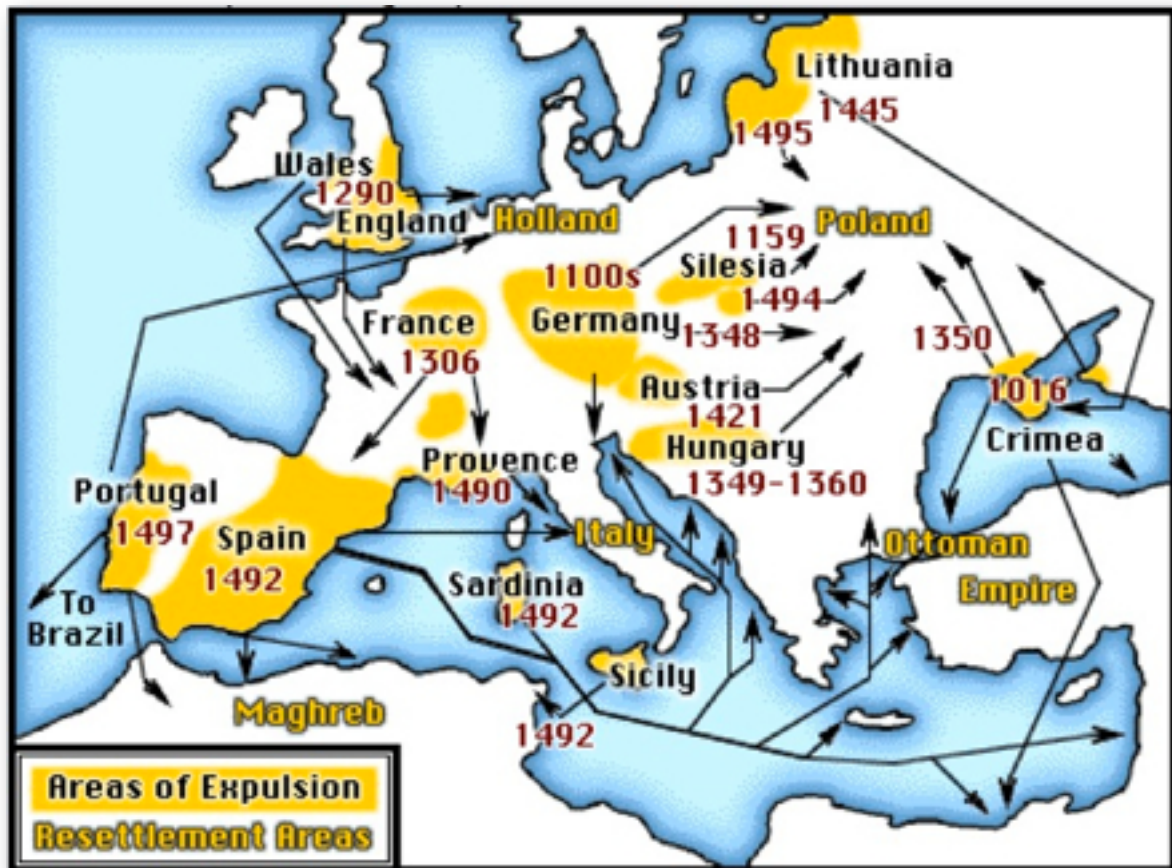 Lithuania
1445
1495
Wales
1290
England
Holland
Poland
1159
Silesia
1100s
1494
Germany
1348
France
1306
1350
1016
Austria
1421
Crimea
Hungary
1349-1360
Provence
1490
Portugal
1497
Spain
1492
Italy
Ottoman
Empire
Sardinia
1492
To
Brazil
Sicily
1492
Maghreb
Areas of Expulsion
Resettlement Areas